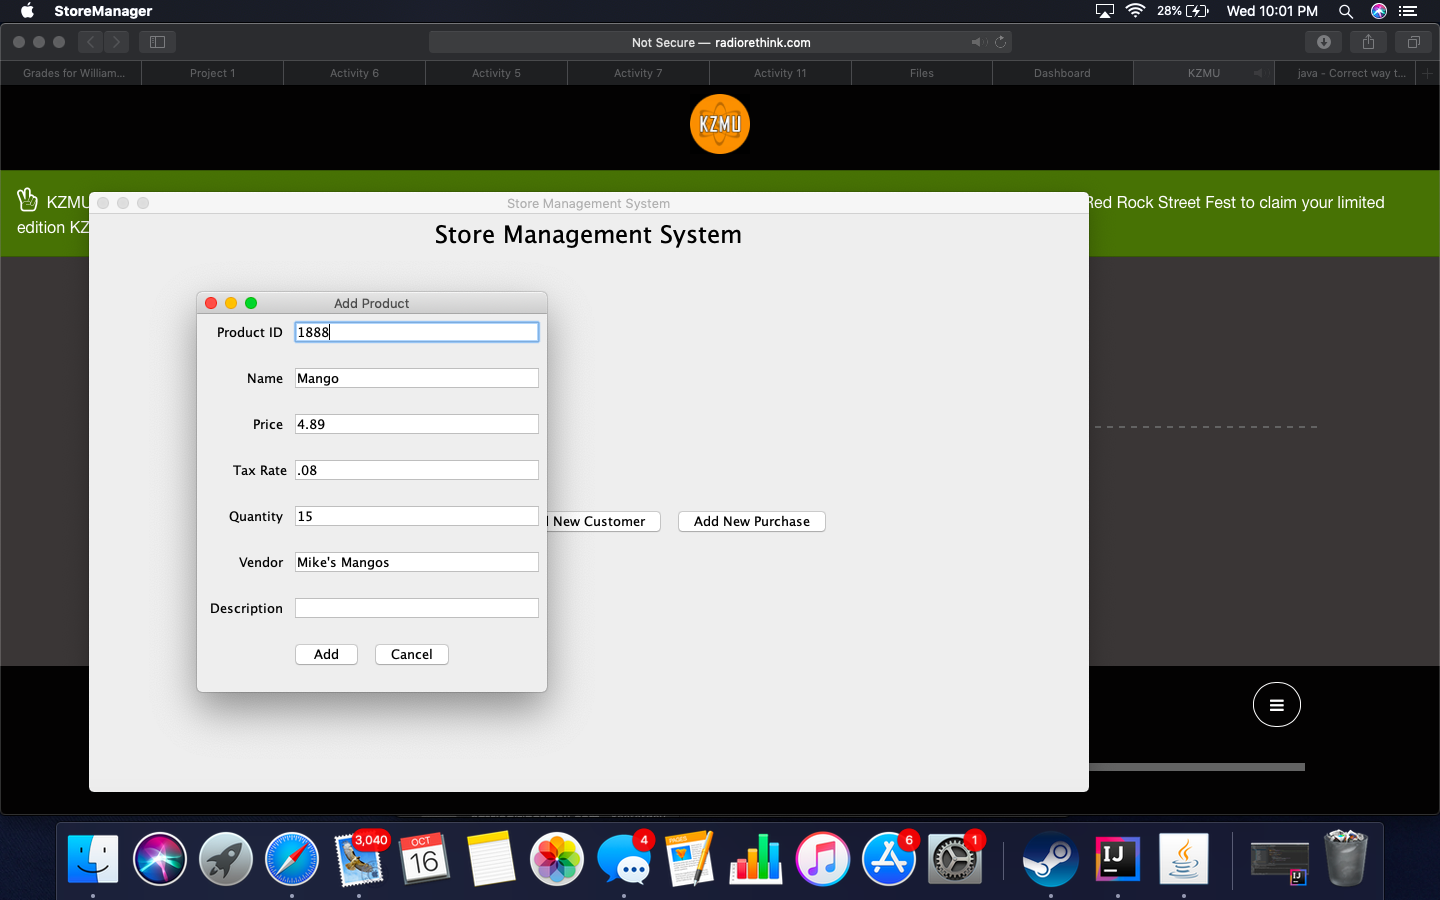 StoreManager
28%
Wed 10:01 PM
Not Secure — radiorethink.com
Grades for William...
Project 1
Activity 6
Activity 5
Activity 7
Activity 11
Files
Dashboard
KZMU
java - Correct way t...
KZMU
KZMU
Red Rock Street Fest to claim your limited
edition KZ
Store Management System
Store Management System
Add Product
Product ID 1888
Name Mango
Price 4.89
Tax Rate .08
Quantity 15
New Customer
Add New Purchase
Vendor Mike's Mangos
Description
Add
Cancel
3,040
OCT
16
4
PAGES
6
1
IJ
IJ